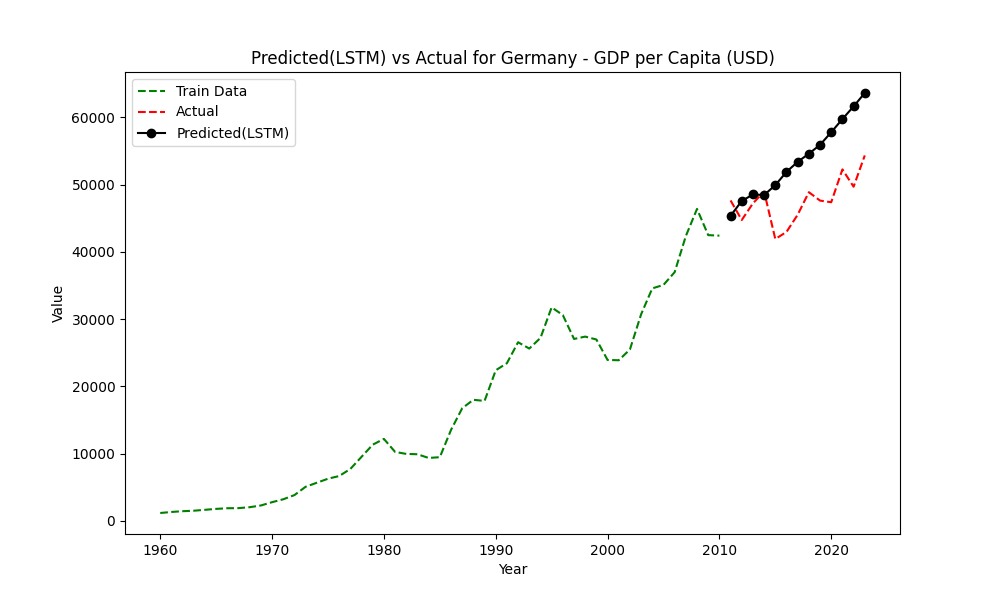 Predicted(LSTM) vs Actual for Germany - GDP per Capita (USD)
Train Data
Actual
Predicted(LSTM)
60000
50000
40000
30000
20000
10000
0
Value
1960 1970 1980 1990 2000 2010 2020
Year